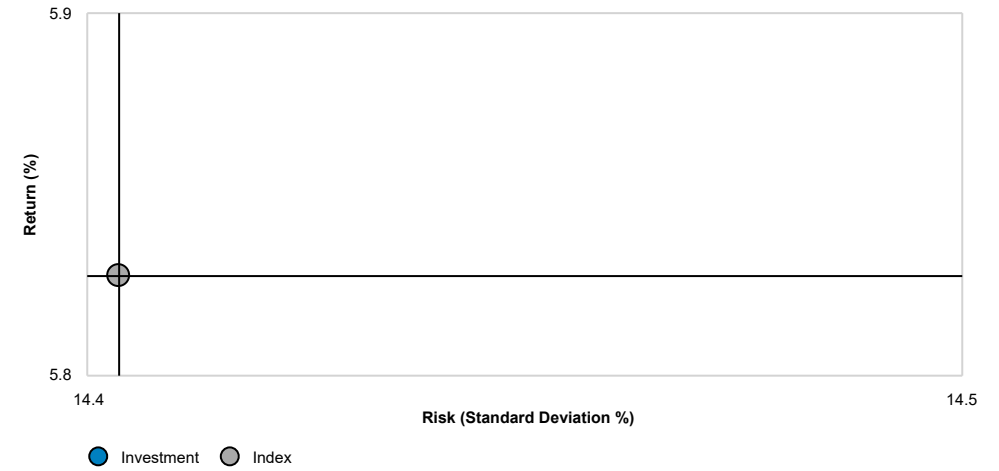 5.9
Return (%)
5.8
14.4
14.5
Risk (Standard Deviation %)
Investment
Index